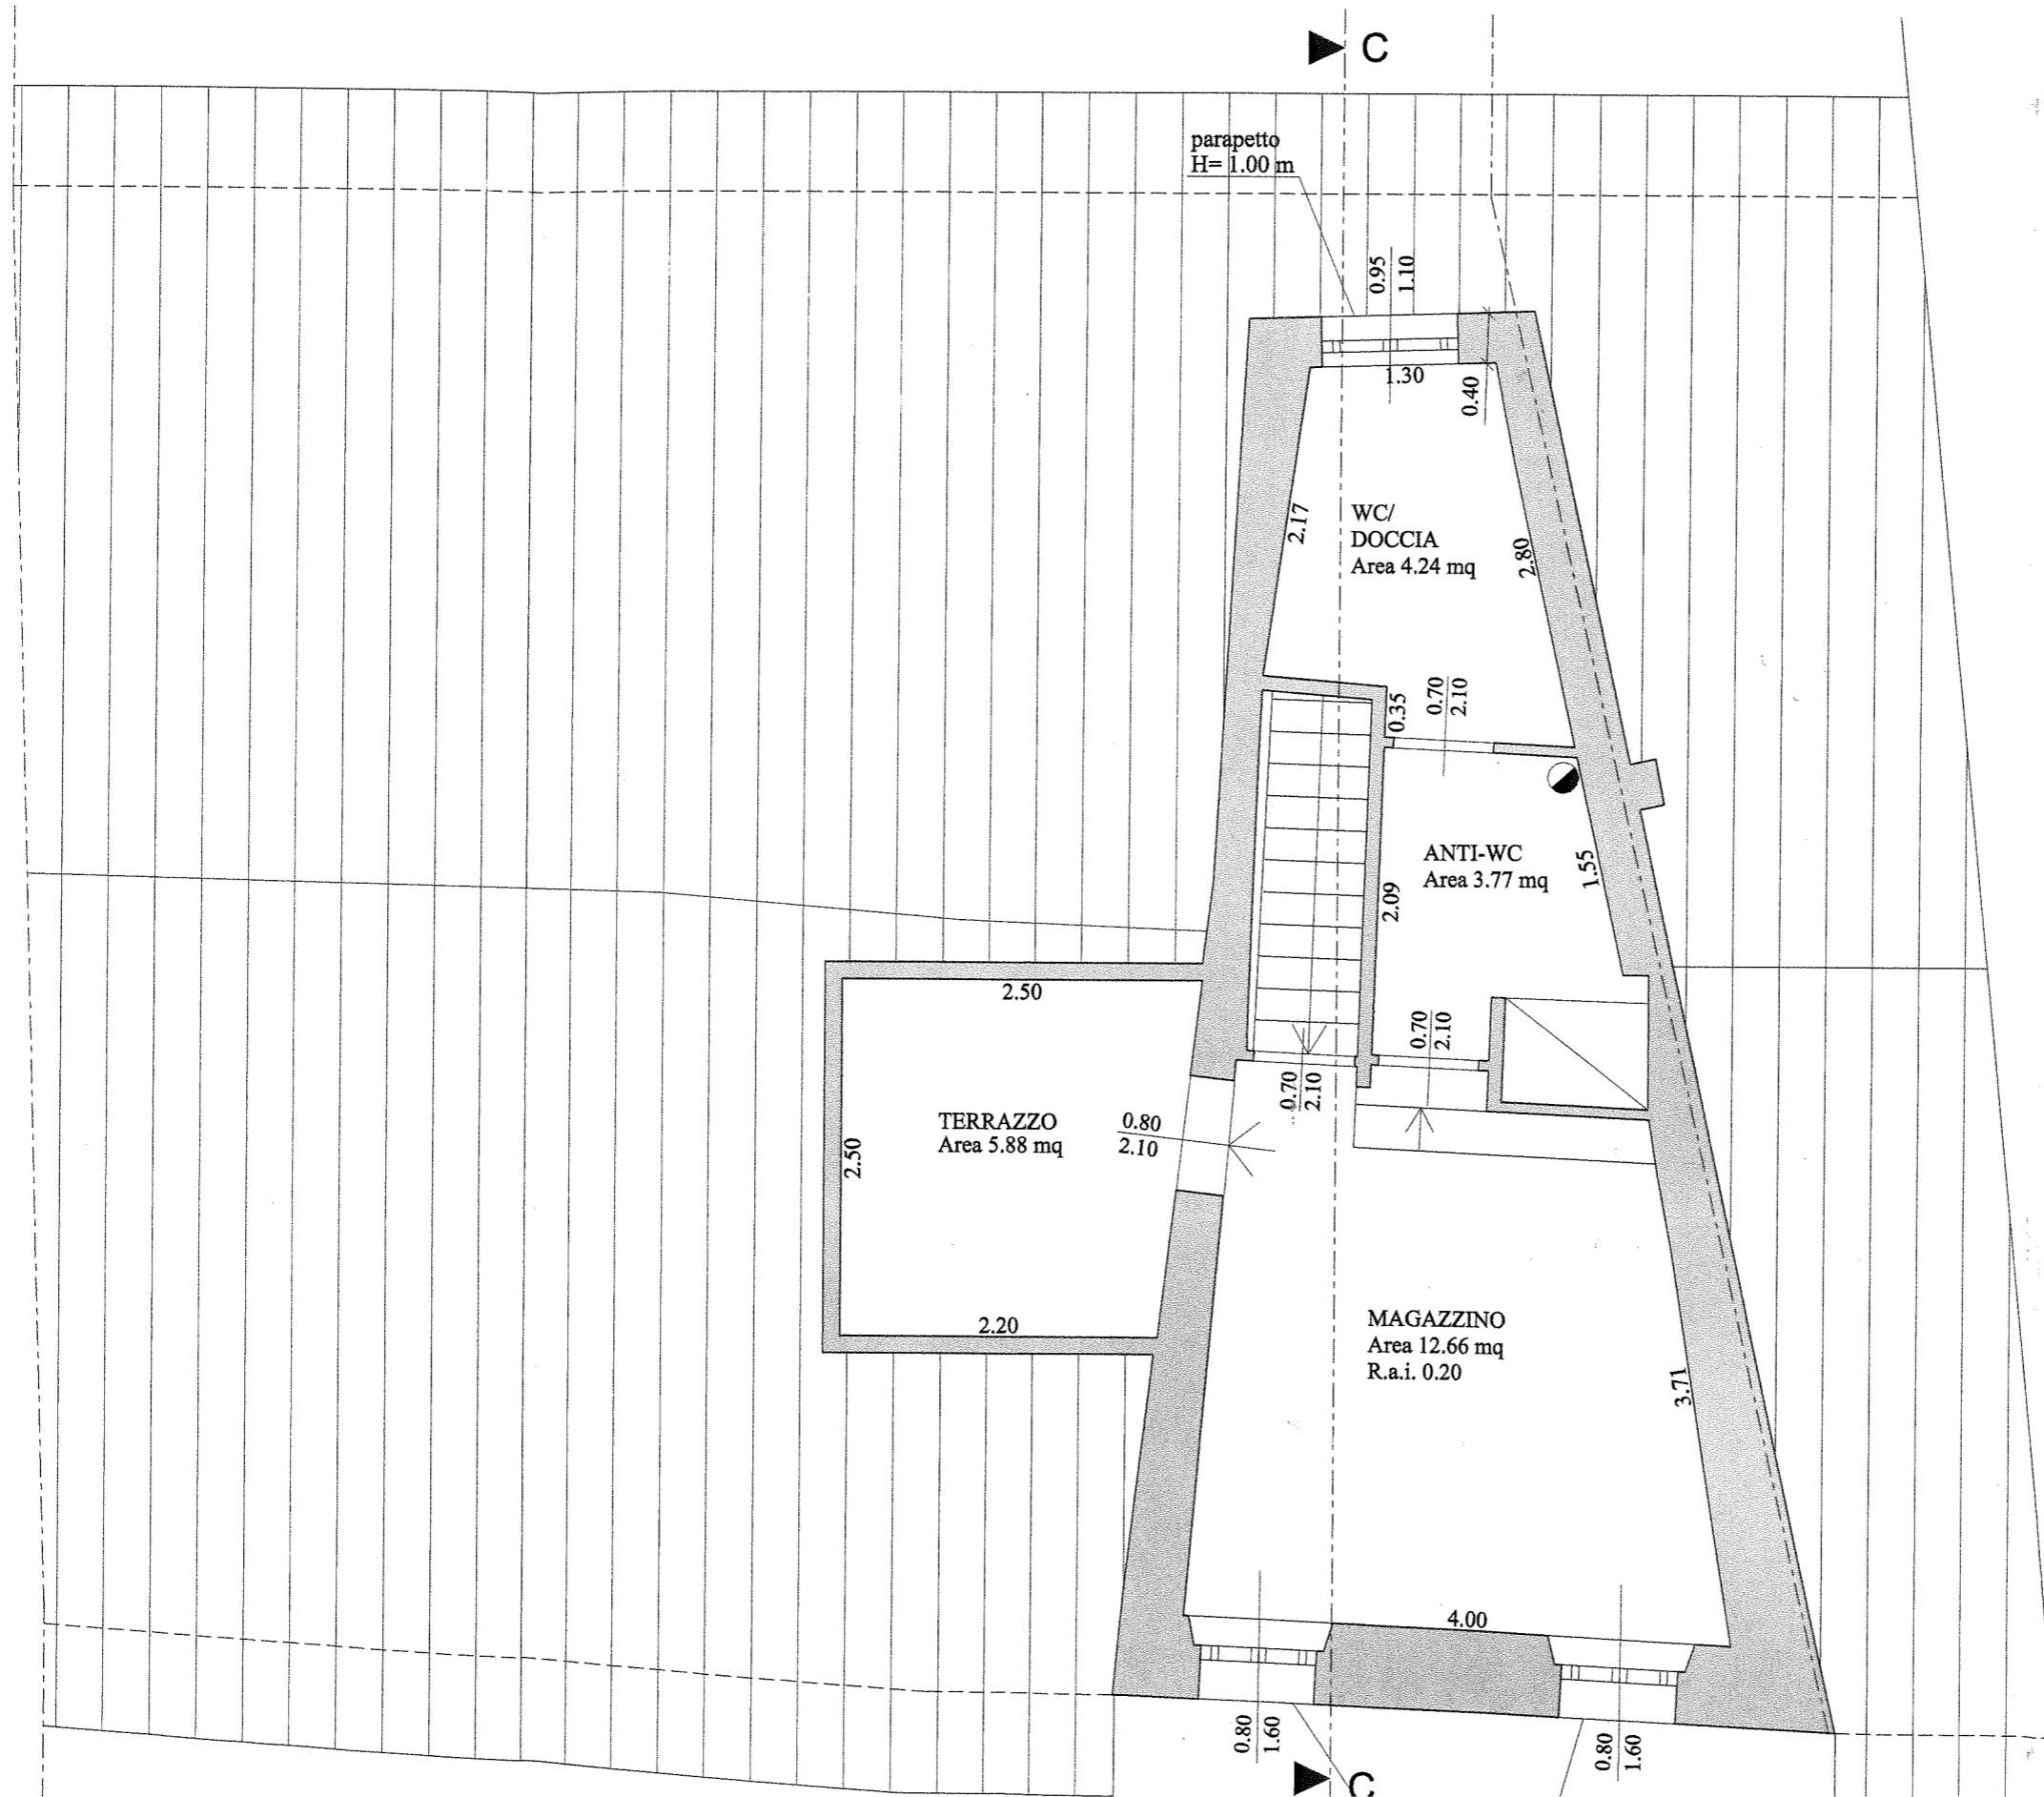 C
parapetto
H= 1.00 m
0.95
1.10
1.30
0.40
2.17
WC/
DOCCIA
Area 4.24 mq
2.80
0.35
0.70
2.10
ANTI-WC
Area 3.77 mq
1.55
2.09
2.50
0.70
2.10
0.70
2.10
TERRAZZO
Area 5.88 mq
0.80
2.10
2.50
2.20
MAGAZZINO
Area 12.66 mq
R.a.i. 0.20
3.71
4.00
0.80
1.60
0.80
1.60
C